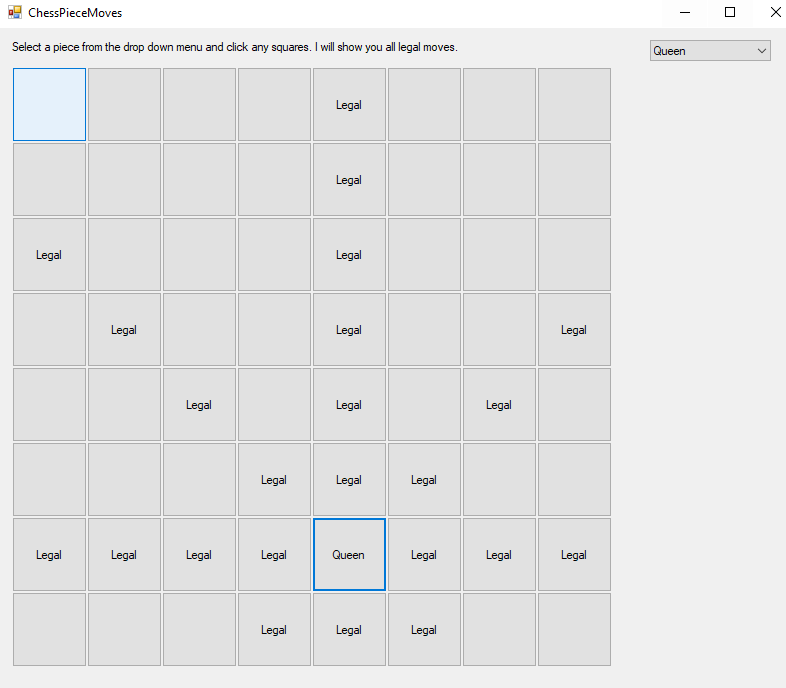 ChessPieceMoves
Select a piece from the drop down menu and click any squares. I will show you all legal moves.
Queen
Legal
Legal
Legal Legal
Legal Legal Legal
Legal Legal Legal
Legal Legal Legal
Legal Legal Legal Legal Queen Legal Legal Legal
Legal Legal Legal